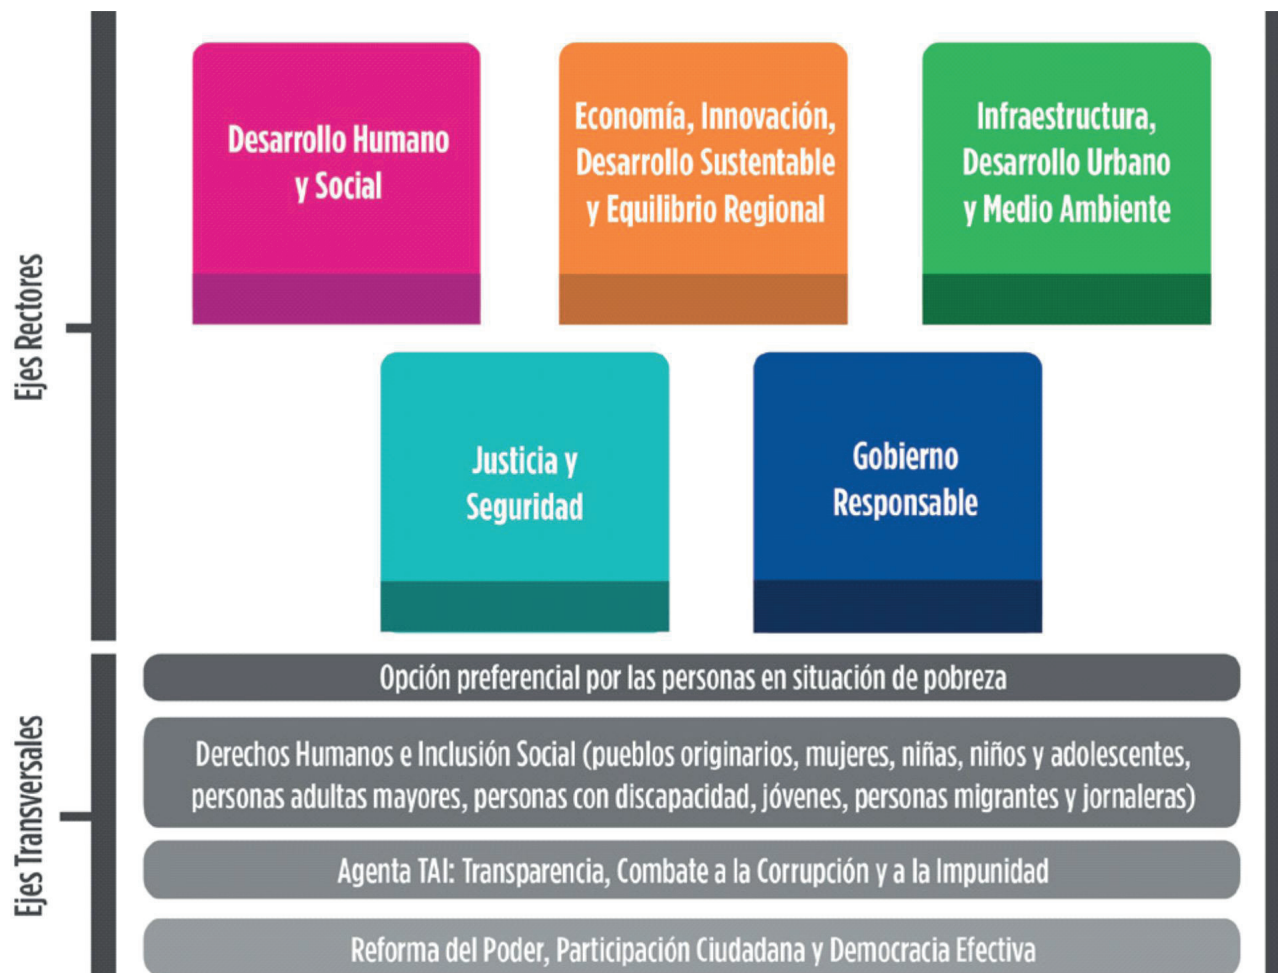 Ejes Rectores
Desarrollo Humano
y Social
Economía, Innovación,
Desarrollo Sustentable
y Equilibrio Regional
Infraestructura,
Desarrollo Urbano
y Medio Ambiente
Justicia y
Seguridad
Gobierno
Responsable
Ejes Transversales
Opción preferencial por las personas en situación de pobreza
Derechos Humanos e Inclusión Social (pueblos originarios, mujeres, niñas, niños y adolescentes,
personas adultas mayores, personas con discapacidad, jóvenes, personas migrantes y jornaleras)
Agenta TAI: Transparencia, Combate a la Corrupción y a la Impunidad
Reforma del Poder, Participación Ciudadana y Democracia Efectiva